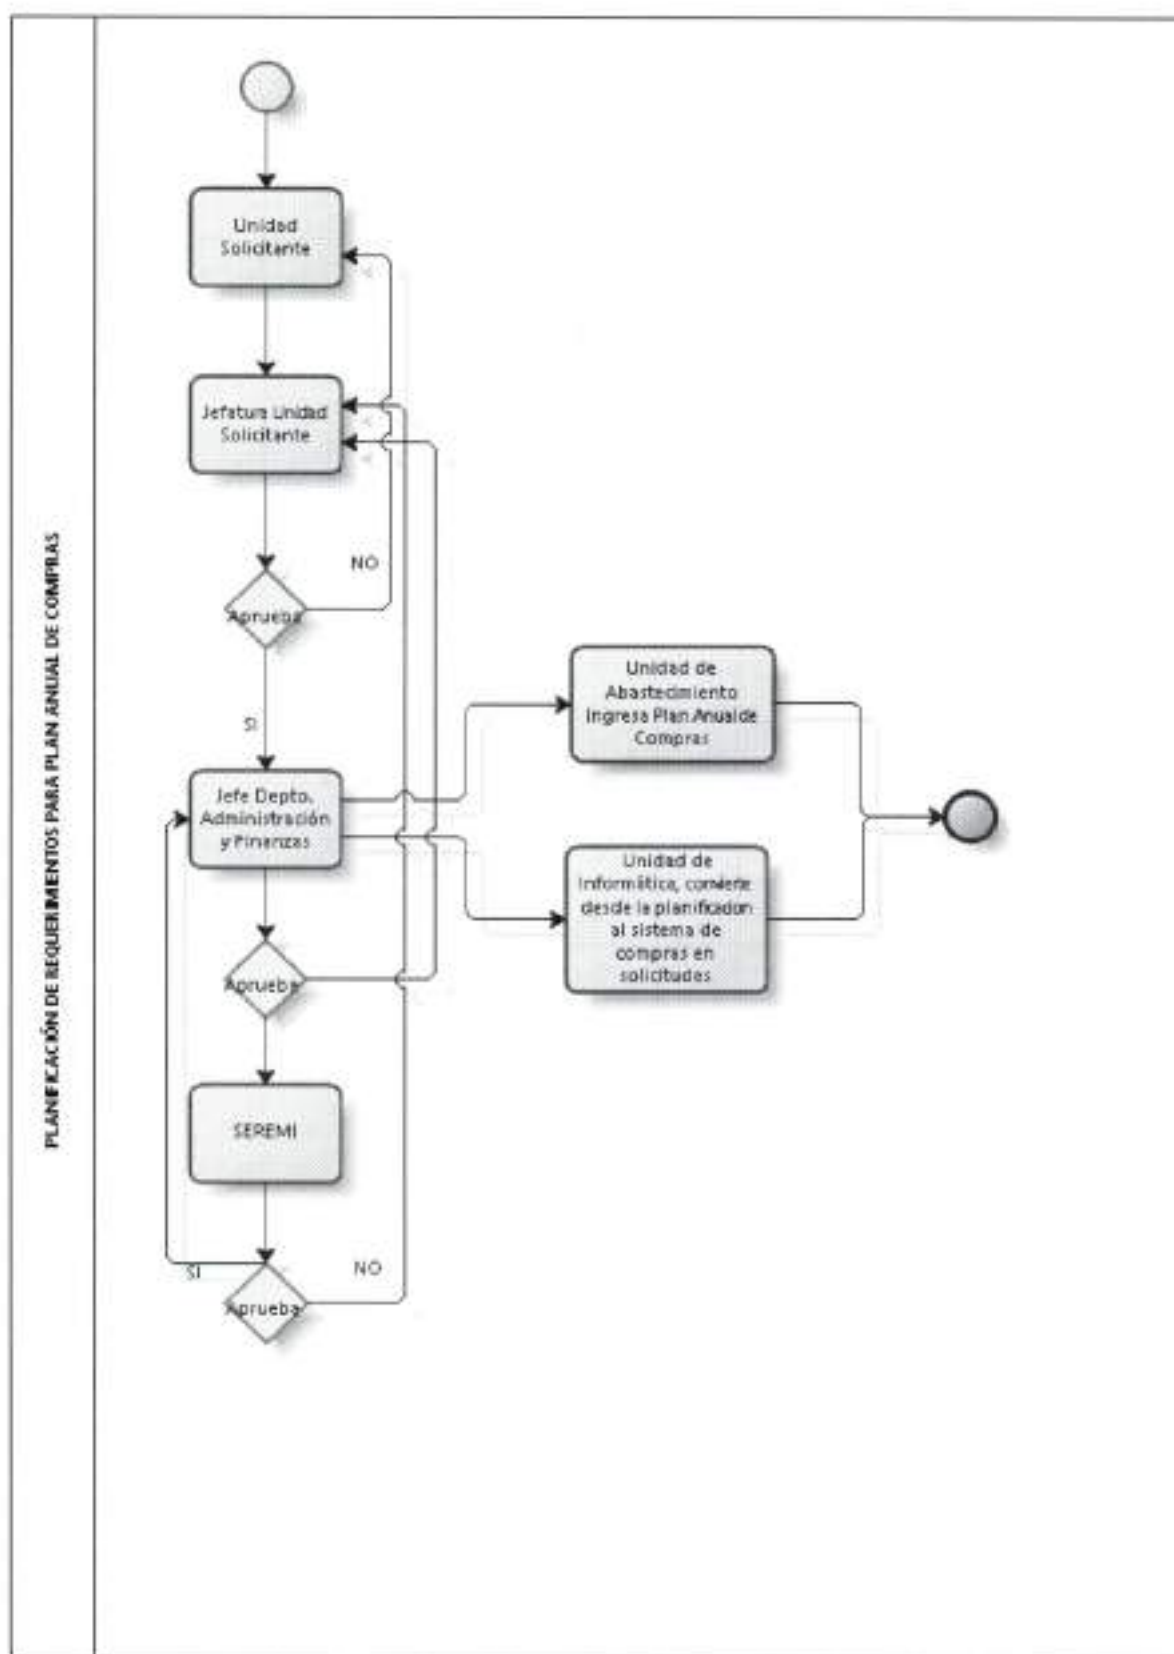 PLANIFICACIÓN DE REQUERIMIENTOS PARA PLAN ANUAL DE COMPRAS
Unidad
Solicitante
Jefatura Unidad
Solicitante
NO
Aprueba
SI
Jefe Depto.
Administración
y Finanzas
Aprueba
SEREMI
SI
NO
Aprueba
Unidad de
Abastecimiento
Ingresa Plan Anual de
Compras
Unidad de
Informática, convierte
desde la planificacion
al sistema de
compras en
solicitudes